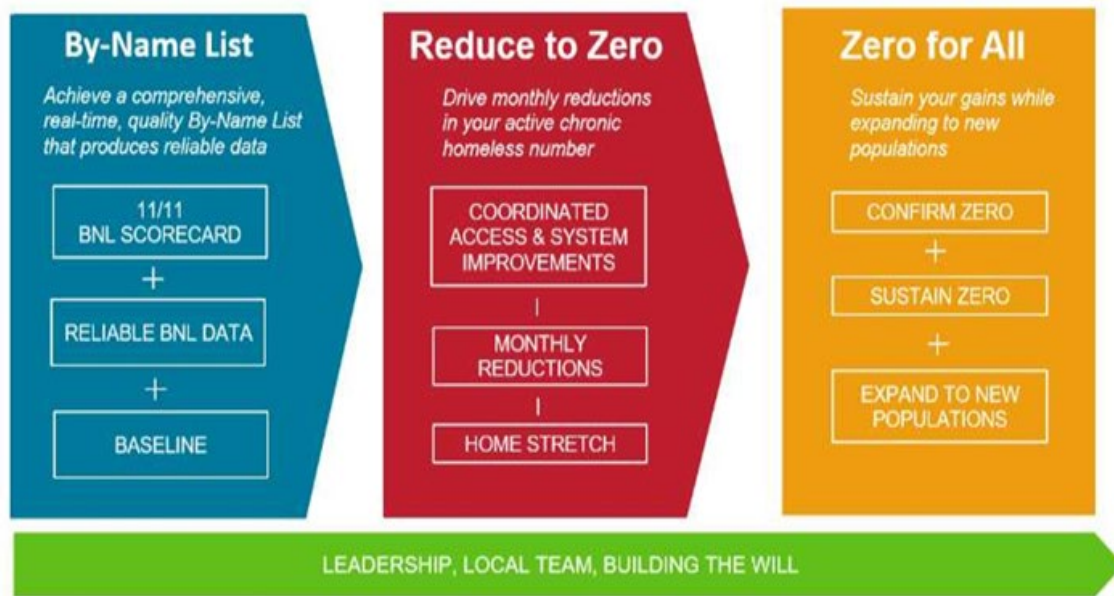 By-Name List
Achieve a comprehensive,
real-time, quality By-Name List
that produces reliable data
11/11
BNL SCORECARD
+
RELIABLE BNL DATA
+
BASELINE
Reduce to Zero
Drive monthly reductions
in your active chronic
homeless number
COORDINATED
ACCESS & SYSTEM
IMPROVEMENTS
MONTHLY
REDUCTIONS
HOME STRETCH
Zero for All
Sustain your gains while
expanding to new
populations
CONFIRM ZERO
+
SUSTAIN ZERO
+
EXPAND TO NEW
POPULATIONS
LEADERSHIP, LOCAL TEAM, BUILDING THE WILL